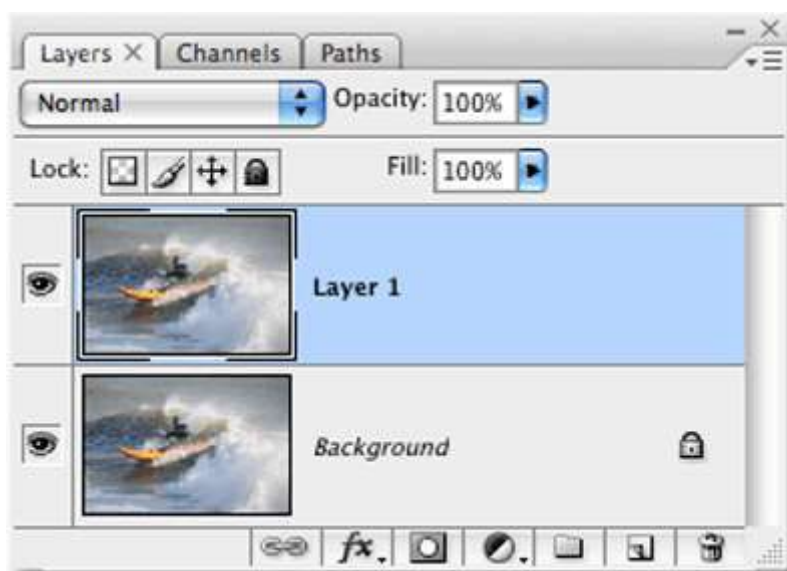 Layers Channels Paths
Normal Opacity: 100%
Lock: Fill: 100%
Layer 1
Background
fx.